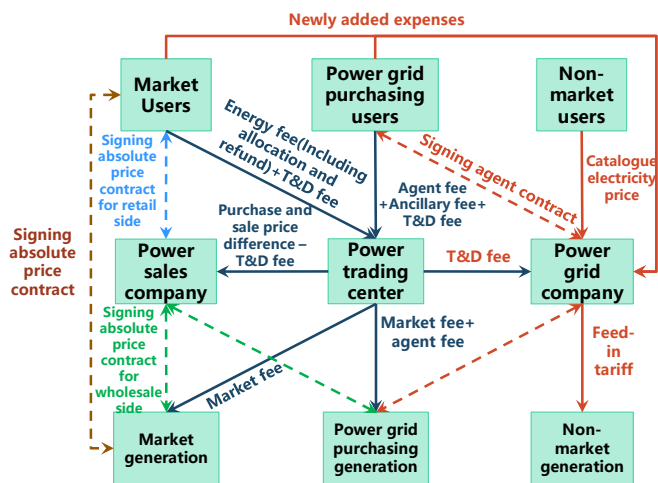 Newly added expenses
Market
Users
Power grid
purchasing
users
Non-
market
users
Energy fee(Including
allocation and
refund)+T&D fee
Signing
absolute
price
contract
for retail
side
Signing agent contract
Catalogue
electricity
price
Agent fee
+Ancillary fee+
T&D fee
Purchase and
sale price
difference –
T&D fee
Signing
absolute
price
contract
Power
sales
company
Power
trading
center
T&D fee
Power
grid
company
Signing
absolute
price
contract
for
wholesale
side
Market fee+
agent fee
Market fee
Feed-
in
tariff
Market
generation
Power grid
purchasing
generation
Non-
market
generation